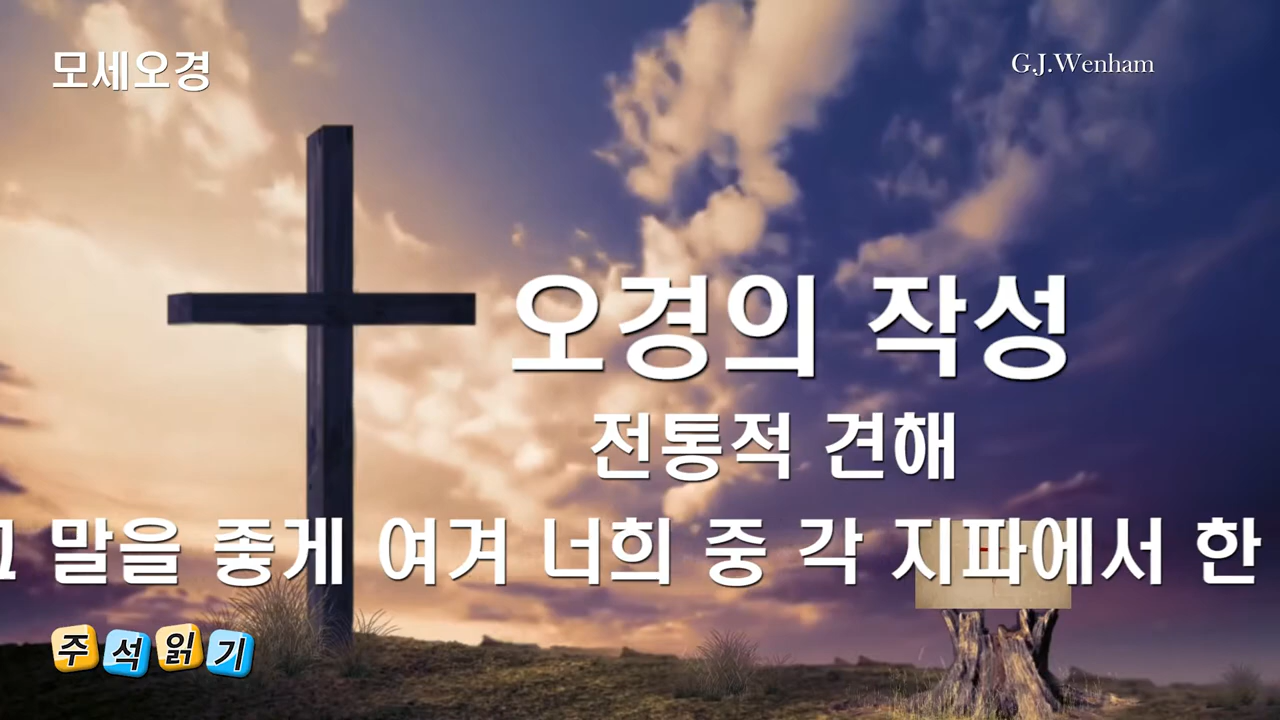 모세오경
G.J.Wenham
오경의 작성
전통적 견해
말을 좋게 여겨 너희 중 각 지파에서 한
주석읽기